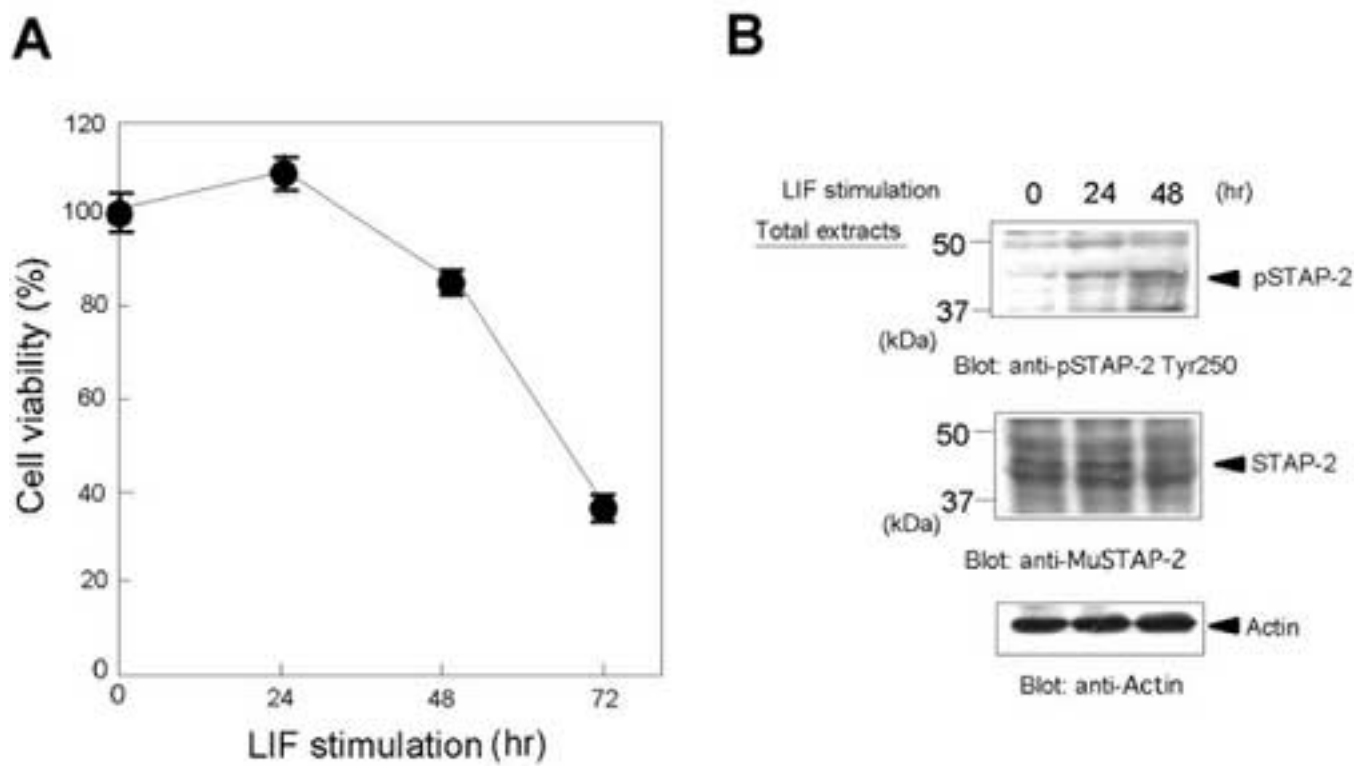 A
120
100
80
60
40
20
0
0 24 48 72
Cell viability (%)
LIF stimulation (hr)
B
LIF stimulation 0 24 48 (hr)
Total extracts
50
pSTAP-2
37
(kDa)
Blot: anti-pSTAP-2 Tyr250
50
STAP-2
37
(kDa)
Blot: anti-MuSTAP-2
Actin
Blot: anti-Actin